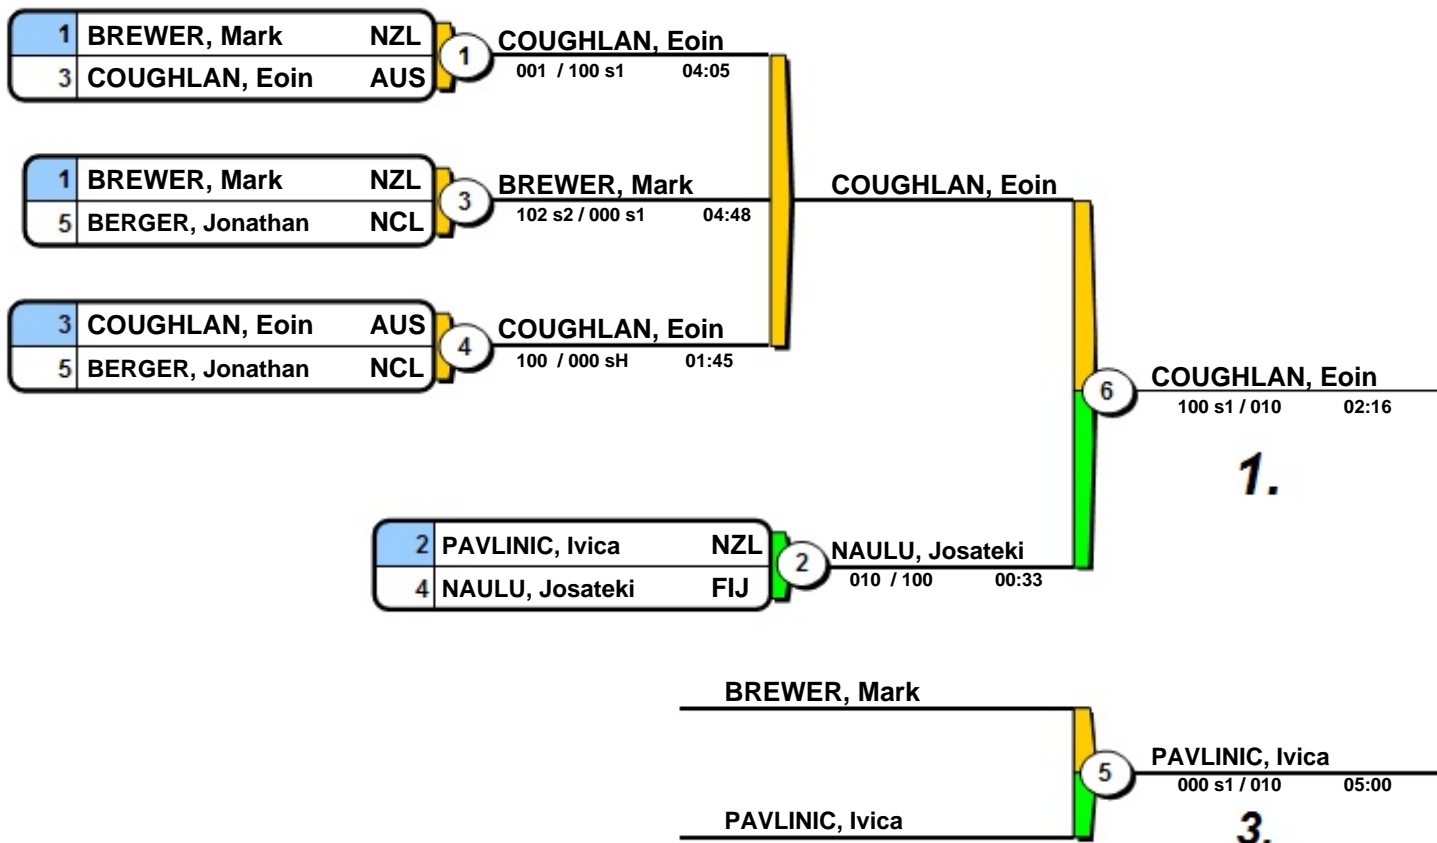 1 BREWER, Mark NZL
3 COUGHLAN, Eoin AUS
1
COUGHLAN, Eoin
001 / 100 s1 04:05
1 BREWER, Mark NZL
5 BERGER, Jonathan NCL
3
BREWER, Mark
102 s2 / 000 s1 04:48
COUGHLAN, Eoin
3 COUGHLAN, Eoin AUS
5 BERGER, Jonathan NCL
4
COUGHLAN, Eoin
100 / 000 sH 01:45
6
COUGHLAN, Eoin
100 s1 / 010 02:16
1.
2 PAVLINIC, Ivica NZL
4 NAULU, Josateki FIJ
2
NAULU, Josateki
010 / 100 00:33
BREWER, Mark
5
PAVLINIC, Ivica
000 s1 / 010 05:00
PAVLINIC, Ivica
3.